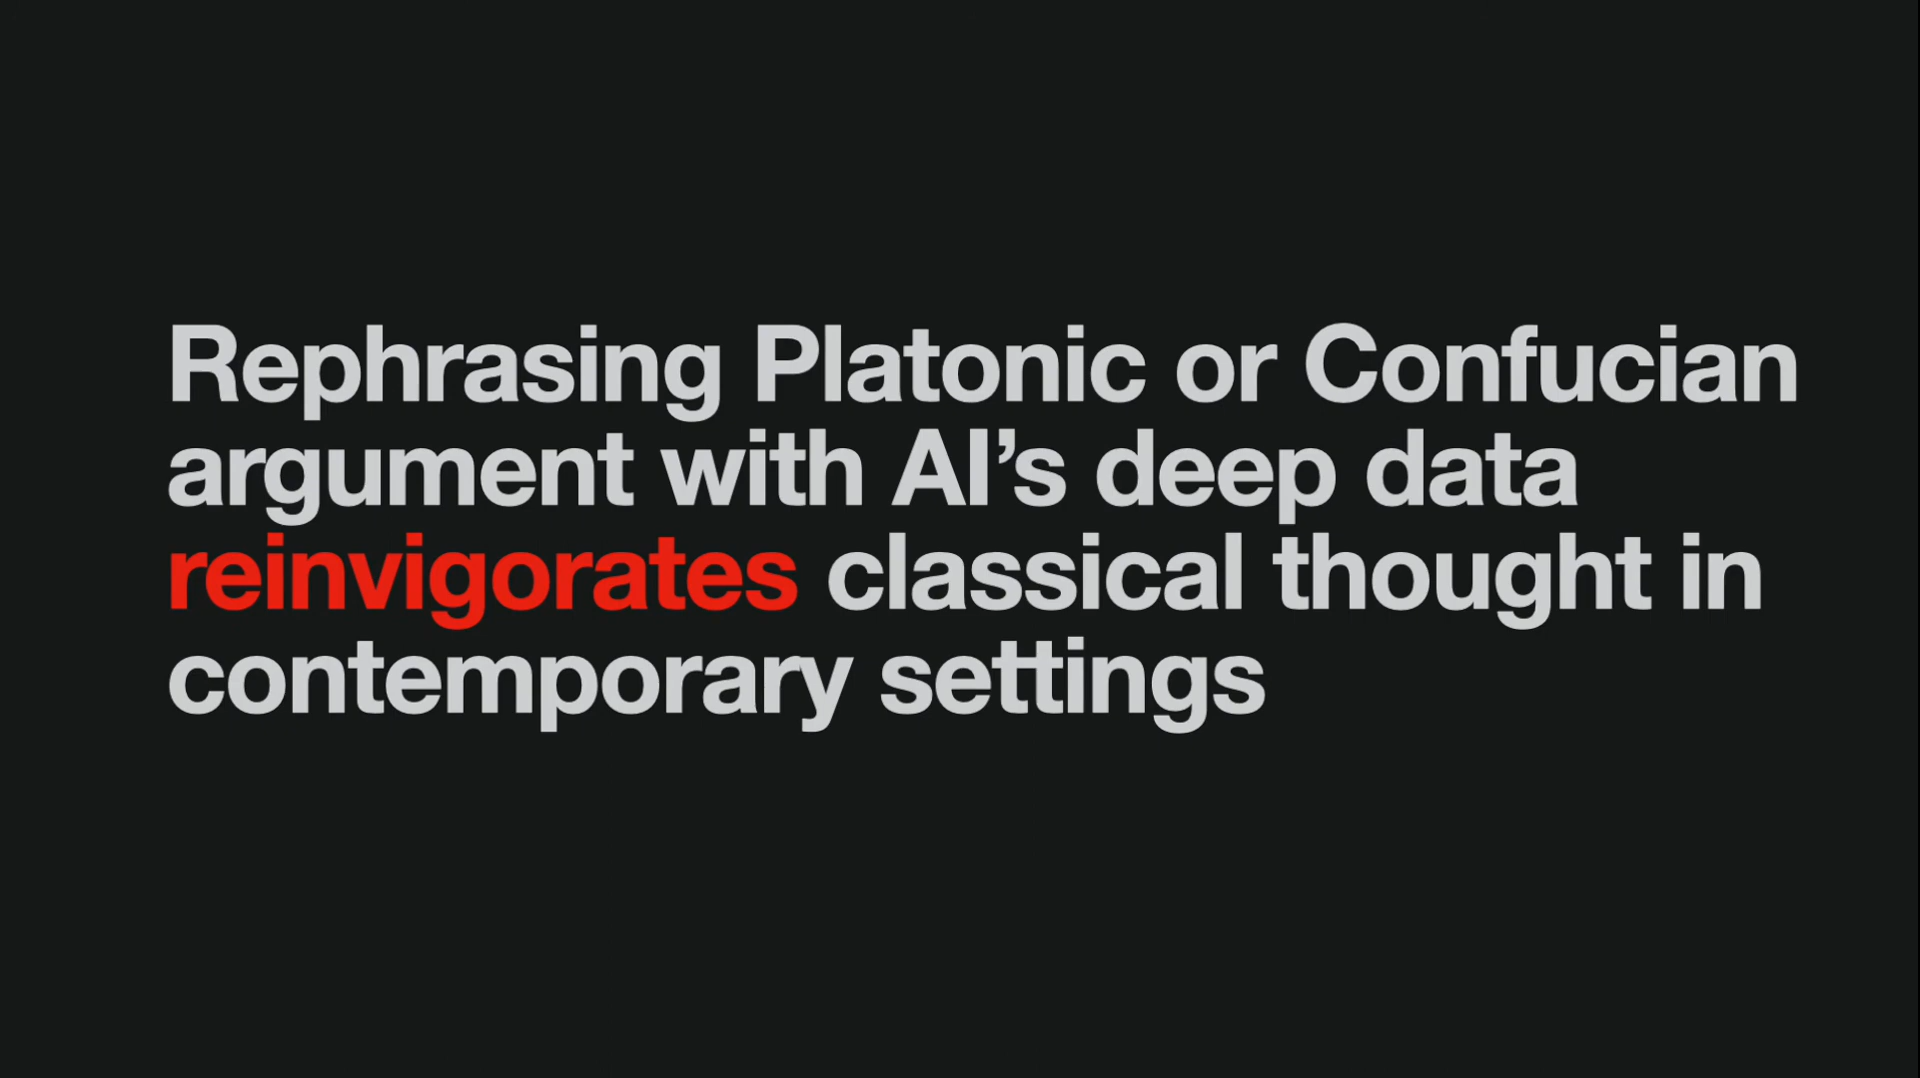 Rephrasing Platonic or Confucian
argument with AI’s deep data
reinvigorates classical thought in
contemporary settings